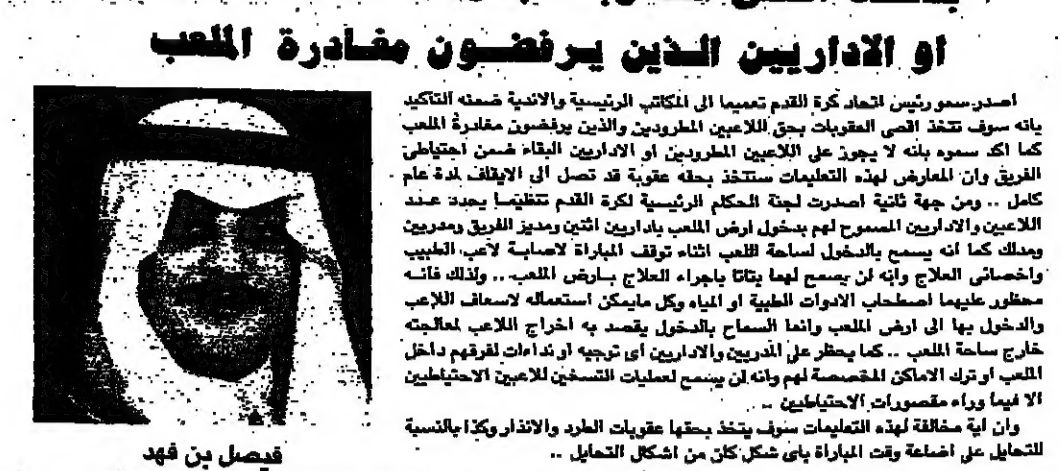 او الاداريين الذين يرفضون مغادرة الملعب
اصدر سمو رئيس اتحاد كرة القدم تعميما الى المكاتب الرئيسية والاندية ضمنه التأكيد
بانه سوف تتخذ اقصى العقوبات بحق اللاعبين المطرودين والذين يرفضون مغادرة الملعب
كما اكد سموه بانه لا يجوز على اللاعبين المطرودين او الاداريين البقاء ضمن احتياطي
الفريق وان المعارض لهذه التعليمات ستتخذ بحقه عقوبة قد تصل الى الايقاف لمدة عام
كامل .. ومن جهة ثانية اصدرت لجنة الحكام الرئيسية لكرة القدم تنظيما يحدد عدد
اللاعبين والاداريين المسموح لهم بدخول ارض الملعب باداريين اثنين ومدير الفريق ومدربين
ومدلك كما انه يسمح بالدخول لساحة اللعب اثناء توقف المباراة لاصابة لاعب الطبيب
واخصائى العلاج وانه لن يسمح لهما بتاتا باجراء العلاج بارض الملعب .. ولذلك فانه
محظور عليهما اصطحاب الادوات الطبية او المياه وكل مايمكن استعماله لاسعاف اللاعب
والدخول بها الى ارض الملعب وانما السماح بالدخول يقصد به اخراج اللاعب لمعالجته
خارج ساحة الملعب .. كما يحظر على المدربين والاداريين اى توجيه او نداءات لفرقهم داخل
الملعب او ترك الاماكن المخصصة لهم وانه لن يسمح لعمليات التسخين للاعبين الاحتياطيين
الا فيما وراء مقصورات الاحتياطيين ..
وان اية مخالفة لهذه التعليمات سوف يتخذ بحقها عقوبات الطرد والانذار وكذا بالنسبة
للتحايل على اضاعة وقت المباراة باى شكل كان من اشكال التحايل ..
فيصل بن فهد